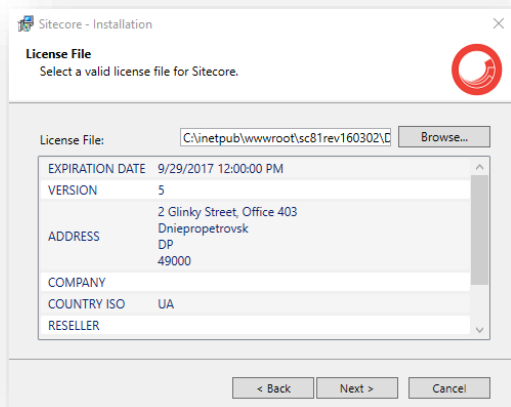 Sitecore - Installation
License File
Select a valid license file for Sitecore.
License File: C:\inetpub\wwwroot\sc81rev160302\D Browse...
EXPIRATION DATE 9/29/2017 12:00:00 PM
VERSION 5
ADDRESS 2 Glinky Street, Office 403
Dniepropetrovsk
DP
49000
COMPANY
COUNTRY ISO UA
RESELLER
< Back Next > Cancel